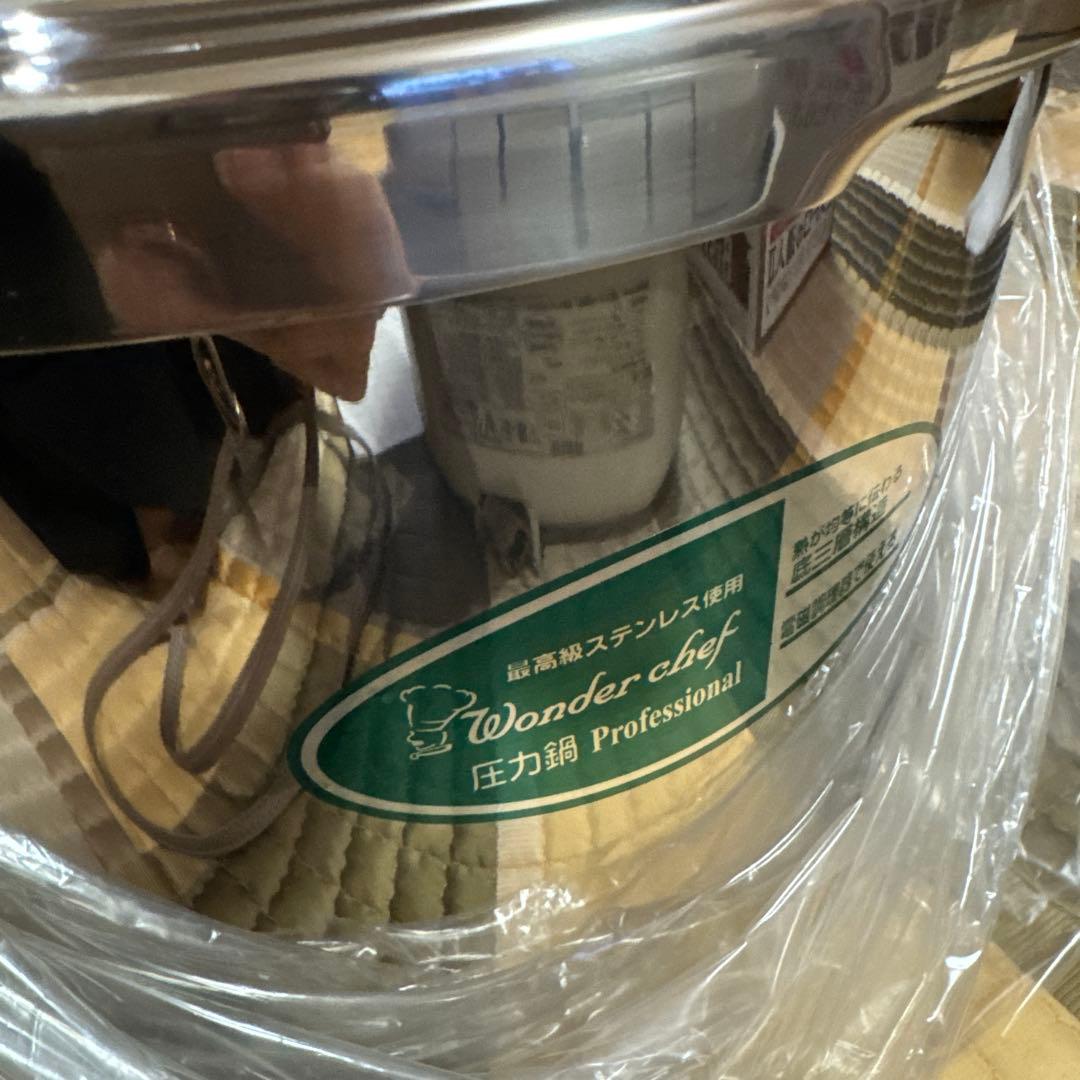 最高級ステンレス使用
Wonder chef
圧力鍋 Professional
熱が均等に伝わる
底三層構造
電磁調理器で使える